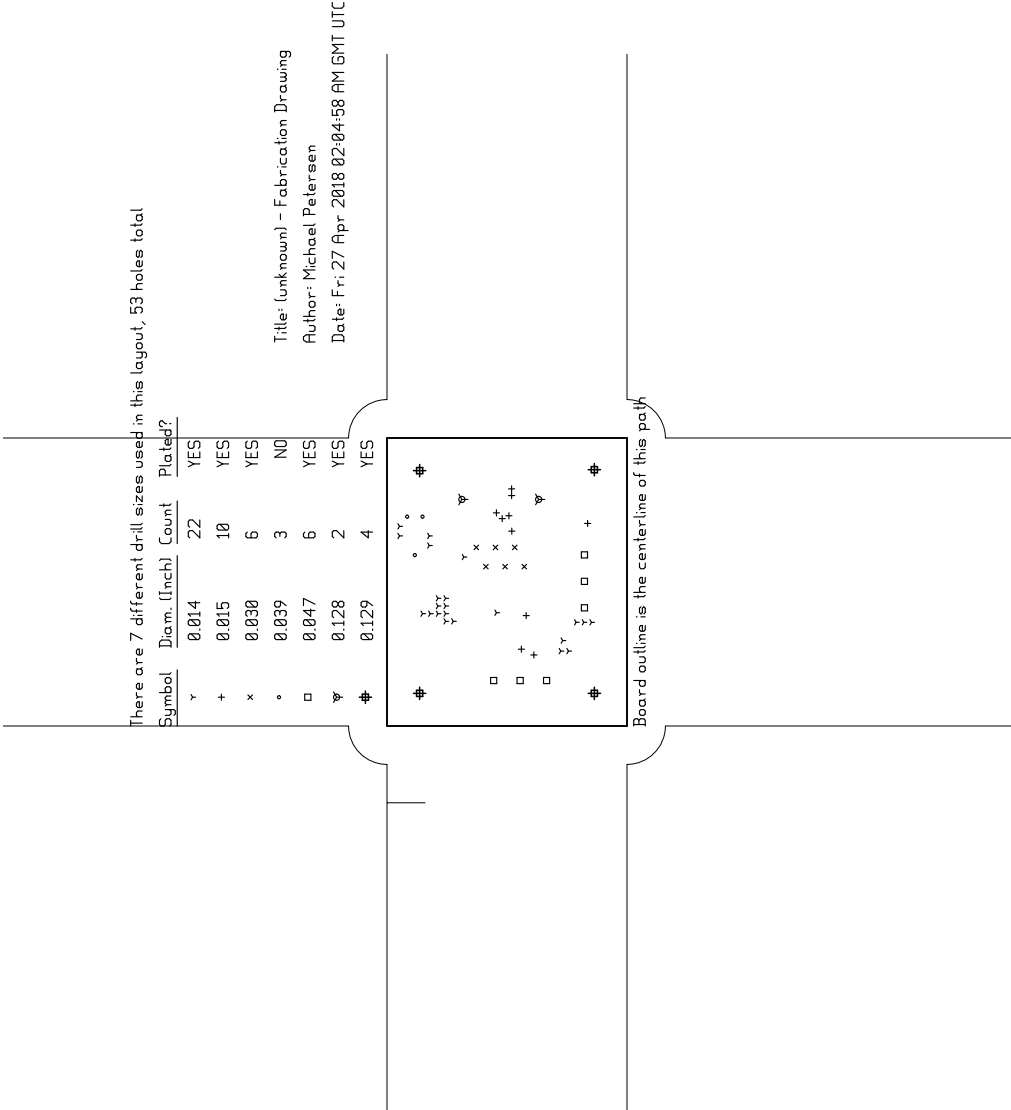 There are 7 different drill sizes used in this layout, 53 holes total
Symbol Diam. (Inch) Count Plated?
0.014 22 YES
0.015 10 YES
0.030 6 YES
0.039 3 NO
0.047 6 YES
0.128 2 YES
0.129 4 YES
Title: (unknown) - Fabrication Drawing
Author: Michael Petersen
Date: Fri 27 Apr 2018 02:04:58 AM GMT UTC
Board outline is the centerline of this path